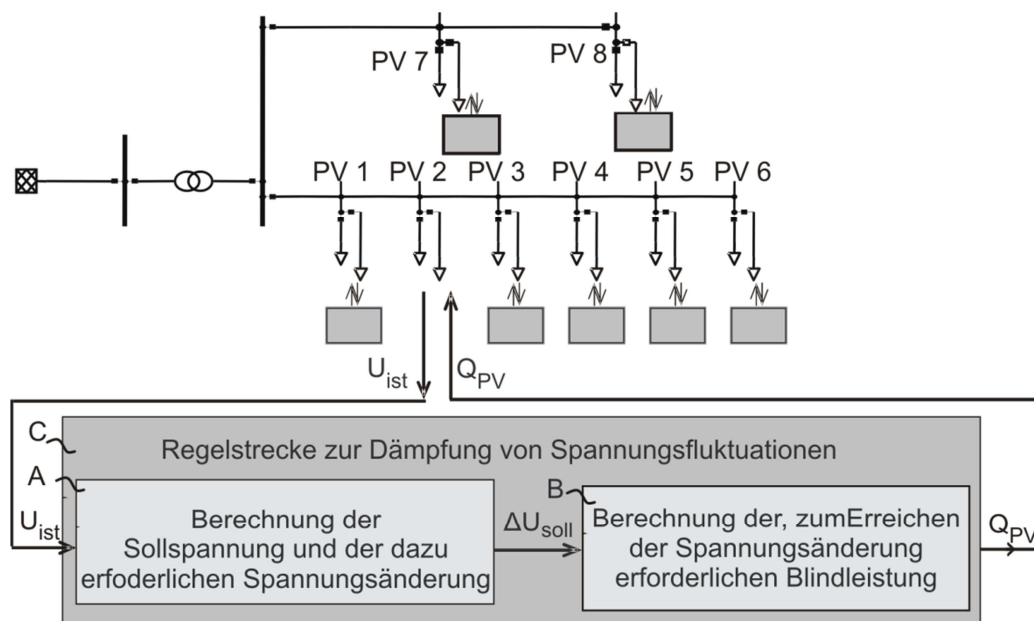 PV 7
PV 8
PV 1 PV 2 PV 3 PV 4 PV 5 PV 6
U_ist Q_PV
C
Regelstrecke zur Dämpfung von Spannungsfluktuationen
A
U_ist
Berechnung der
Sollspannung und der dazu
erfoderlichen Spannungsänderung
ΔU_soll
B
Berechnung der, zumErreichen
der Spannungsänderung
erforderlichen Blindleistung
Q_PV